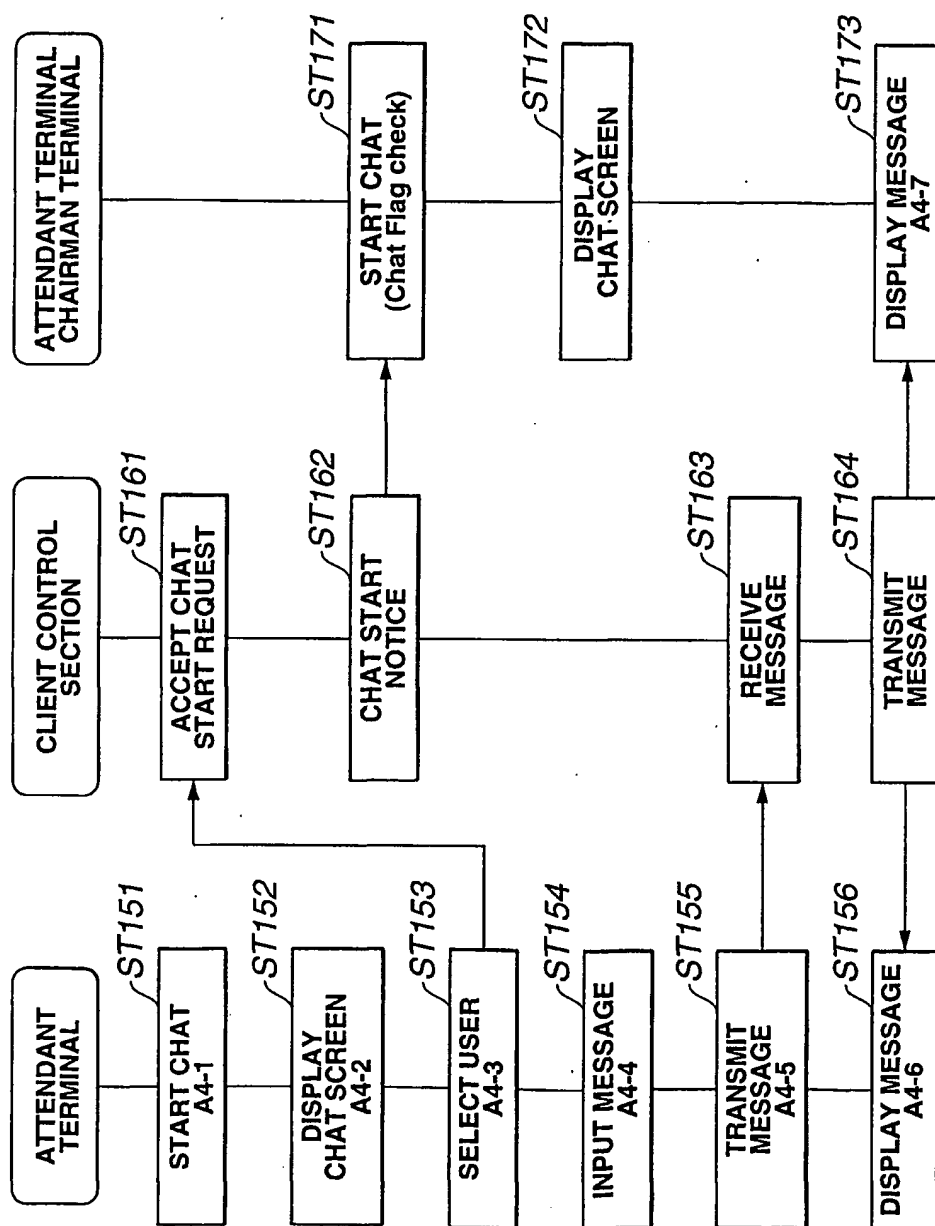 ATTENDANT
TERMINAL
ST151
START CHAT
A4-1
ST152
DISPLAY
CHAT SCREEN
A4-2
ST153
SELECT USER
A4-3
ST154
INPUT MESSAGE
A4-4
ST155
TRANSMIT
MESSAGE
A4-5
ST156
DISPLAY MESSAGE
A4-6
CLIENT CONTROL
SECTION
ST161
ACCEPT CHAT
START REQUEST
ST162
CHAT START
NOTICE
ST163
RECEIVE
MESSAGE
ST164
TRANSMIT
MESSAGE
ATTENDANT TERMINAL
CHAIRMAN TERMINAL
ST171
START CHAT
(Chat Flag check)
ST172
DISPLAY
CHAT·SCREEN
ST173
DISPLAY MESSAGE
A4-7